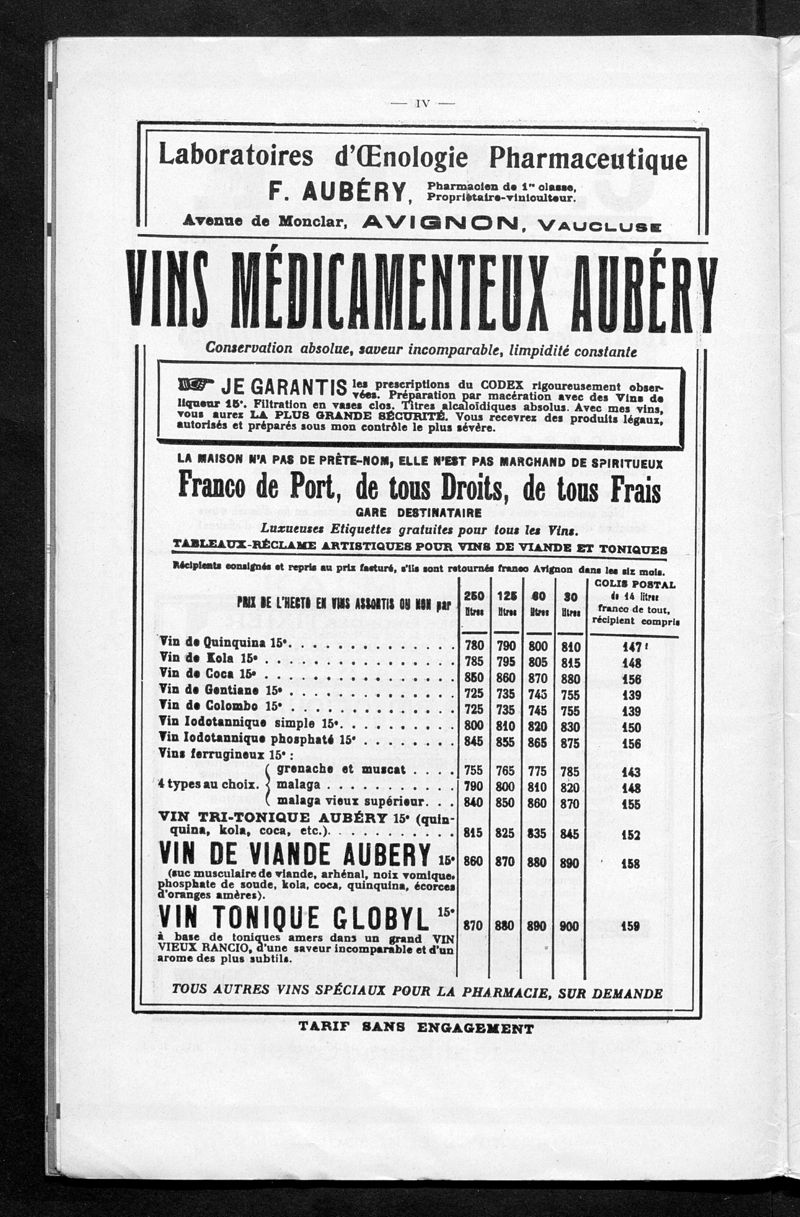 — IV —
Laboratoires d'Œnologie Pharmaceutique
F. AUBÉRY, Pharmacien de 1re classe,
Propriétaire-viniculteur.
Avenue de Monclar, AVIGNON, VAUCLUSE
VINS MÉDICAMENTEUX AUBÉRY
Conservation absolue, saveur incomparable, limpidité constante
☞ JE GARANTIS les prescriptions du CODEX rigoureusement obser-
vées. Préparation par macération avec des Vins de
liqueur 15°. Filtration en vases clos. Titres alcaloïdiques absolus. Avec mes vins,
vous aurez LA PLUS GRANDE SÉCURITÉ. Vous recevrez des produits légaux,
autorisés et préparés sous mon contrôle le plus sévère.
LA MAISON N'A PAS DE PRÊTE-NOM, ELLE N'EST PAS MARCHAND DE SPIRITUEUX
Franco de Port, de tous Droits, de tous Frais
GARE DESTINATAIRE
Luxueuses Etiquettes gratuites pour tous les Vins.
TABLEAUX-RÉCLAME ARTISTIQUES POUR VINS DE VIANDE ET TONIQUES
Récipients consignés et repris au prix facturé, s'ils sont retournés franco Avignon dans les six mois.
PRIX DE L'HECTO EN VINS ASSORTIS OU NON par 250 litres 125 litres 60 litres 30 litres COLIS POSTAL
de 14 litres
franco de tout,
récipient compris
Vin de Quinquina 15°. . . . . . . . . . . . . . . 780 790 800 810 147f
Vin de Kola 15° . . . . . . . . . . . . . . . . . 785 795 805 815 148
Vin de Coca 15° . . . . . . . . . . . . . . . . . 850 860 870 880 156
Vin de Gentiane 15° . . . . . . . . . . . . . . . 725 735 745 755 139
Vin de Colombo 15° . . . . . . . . . . . . . . . 725 735 745 755 139
Vin Iodotannique simple 15°. . . . . . . . . . . 800 810 820 830 150
Vin Iodotannique phosphaté 15° . . . . . . . . 845 855 865 875 156
Vins ferrugineux 15° :
grenache et muscat . . . . 755 765 775 785 143
4 types au choix. malaga . . . . . . . . . . . 790 800 810 820 148
malaga vieux supérieur. . . 840 850 860 870 155
VIN TRI-TONIQUE AUBÉRY 15° (quin-
quina, kola, coca, etc.). . . . . . . . . . . . 815 825 835 845 152
VIN DE VIANDE AUBERY 15° 860 870 880 890 158
(suc musculaire de viande, arhénal, noix vomique,
phosphate de soude, kola, coca, quinquina, écorces
d'oranges amères).
VIN TONIQUE GLOBYL 15° 870 880 890 900 159
à base de toniques amers dans un grand VIN
VIEUX RANCIO, d'une saveur incomparable et d'un
arome des plus subtils.
TOUS AUTRES VINS SPÉCIAUX POUR LA PHARMACIE, SUR DEMANDE
TARIF SANS ENGAGEMENT